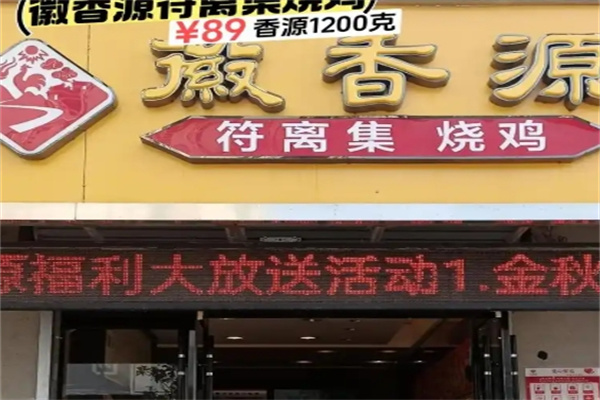 (徽香源符离集烧鸡)
¥89 香源1200克
徽香源
符离集 烧鸡
源福利大放送活动1.金秋